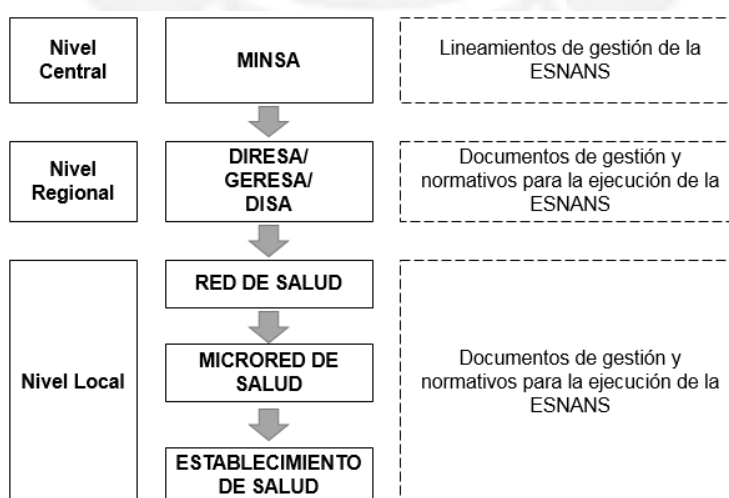 Nivel
Central
MINSA
Lineamientos de gestión de la
ESNANS
Nivel
Regional
DIRESA/
GERESA/
DISA
Documentos de gestión y
normativos para la ejecución de la
ESNANS
Nivel Local
RED DE SALUD
MICRORED DE
SALUD
ESTABLECIMIENTO
DE SALUD
Documentos de gestión y
normativos para la ejecución de la
ESNANS